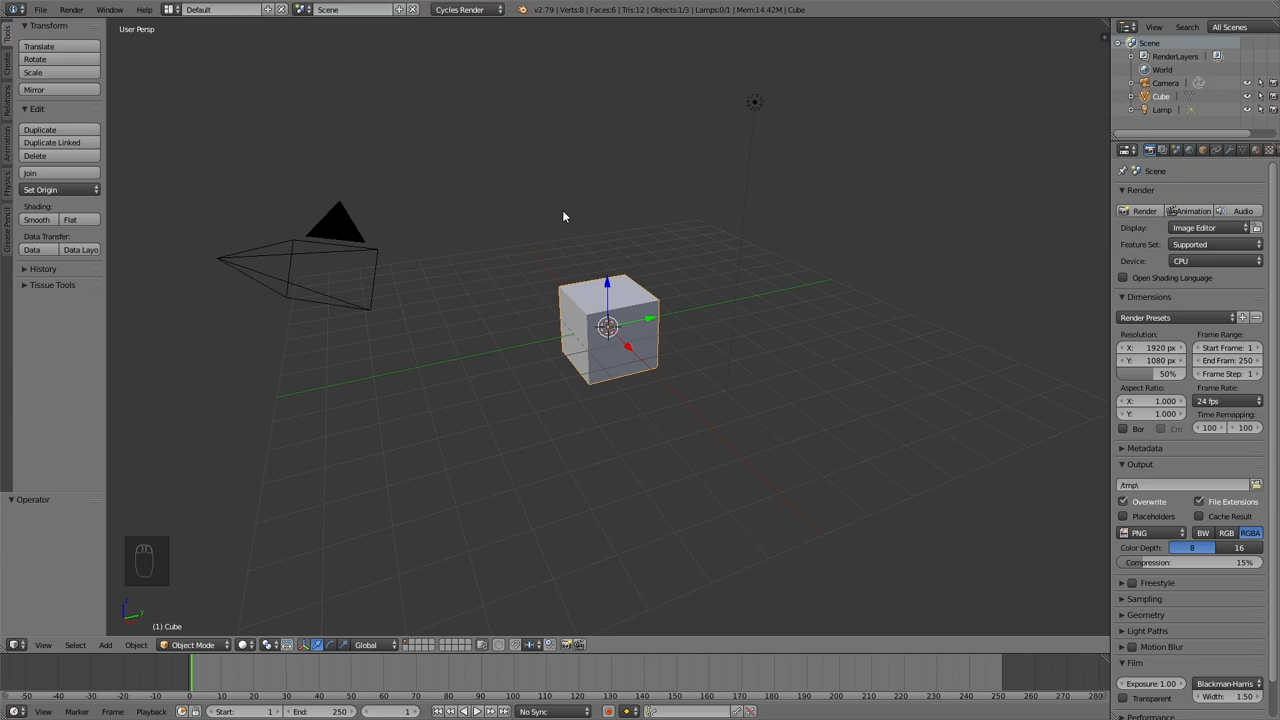 File Render Window Help Default Scene Cycles Render v2.79 | Verts:8 | Faces:6 | Tris:12 | Objects:1/3 | Lamps:0/1 | Mem:14.42M | Cube
Tools
Create
Relations
Animation
Physics
Grease Pencil
Transform
Translate
Rotate
Scale
Mirror
Edit
Duplicate
Duplicate Linked
Delete
Join
Set Origin
Shading:
Smooth Flat
Data Transfer:
Data Data Layo
History
Tissue Tools
Operator
User Persp
z
y
(1) Cube
View Select Add Object Object Mode Global
-50 -40 -30 -20 -10 0 10 20 30 40 50 60 70 80 90 100 110 120 130 140 150 160 170 180 190 200 210 220 230 240 250 260 270 280
View Marker Frame Playback Start: 1 End: 250 1 No Sync
View Search All Scenes
Scene
RenderLayers
World
Camera
Cube
Lamp
Scene
Render
Render Animation Audio
Display: Image Editor
Feature Set: Supported
Device: CPU
Open Shading Language
Dimensions
Render Presets
Resolution: Frame Range:
X: 1920 px Start Frame: 1
Y: 1080 px End Fram: 250
50% Frame Step: 1
Aspect Ratio: Frame Rate:
X: 1.000 24 fps
Y: 1.000 Time Remapping:
Bor Cro 100 100
Metadata
Output
/tmp\
Overwrite File Extensions
Placeholders Cache Result
PNG BW RGB RGBA
Color Depth: 8 16
Compression: 15%
Freestyle
Sampling
Geometry
Light Paths
Motion Blur
Film
Exposure: 1.00 Blackman-Harris
Transparent Width: 1.50
Performance